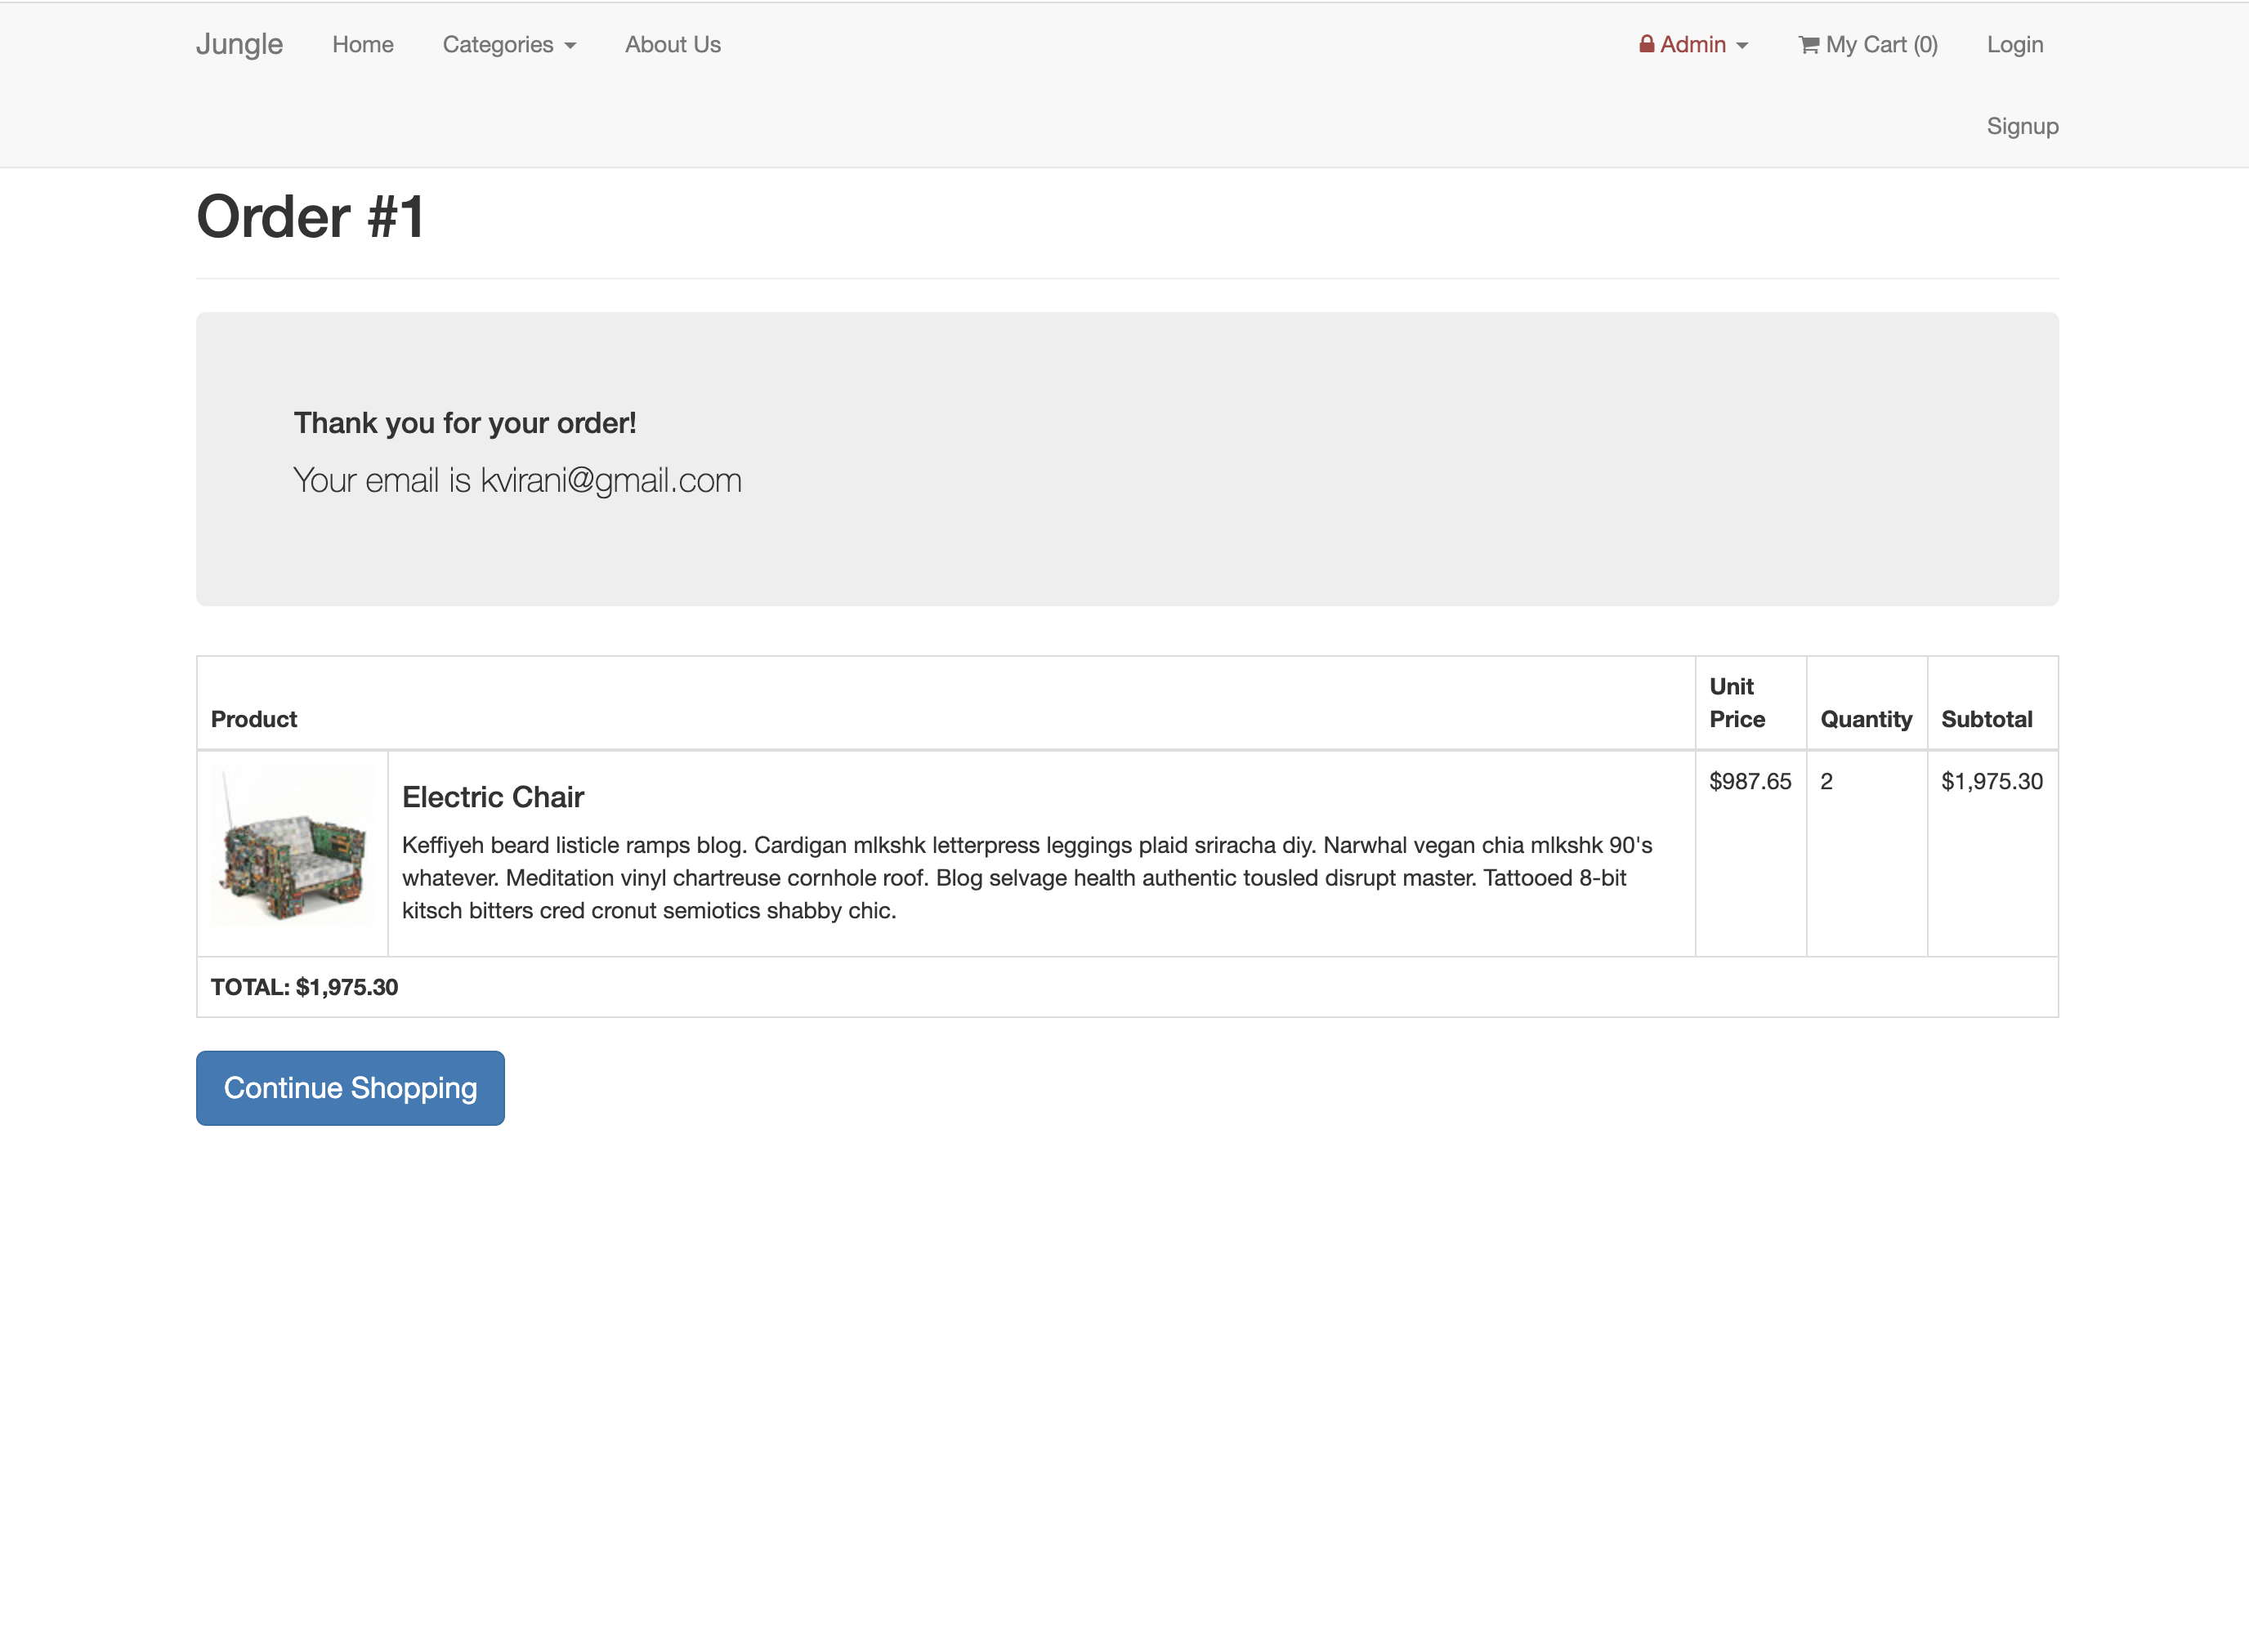 Jungle Home Categories About Us Admin My Cart (0) Login
Signup
Order #1
Thank you for your order!
Your email is kvirani@gmail.com
Product Unit Price Quantity Subtotal
Electric Chair $987.65 2 $1,975.30
Keffiyeh beard listicle ramps blog. Cardigan mlkshk letterpress leggings plaid sriracha diy. Narwhal vegan chia mlkshk 90's
whatever. Meditation vinyl chartreuse cornhole roof. Blog selvage health authentic tousled disrupt master. Tattooed 8-bit
kitsch bitters cred cronut semiotics shabby chic.
TOTAL: $1,975.30
Continue Shopping